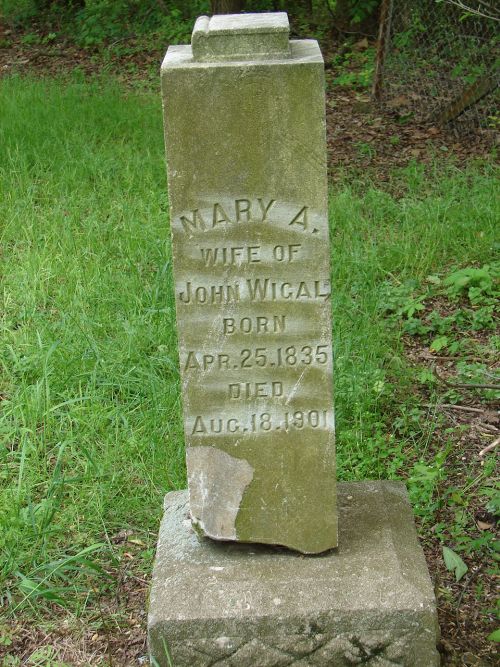 MARY A.
WIFE OF
JOHN WIGAL
BORN
APR. 25. 1835
DIED
AUG. 18. 1901